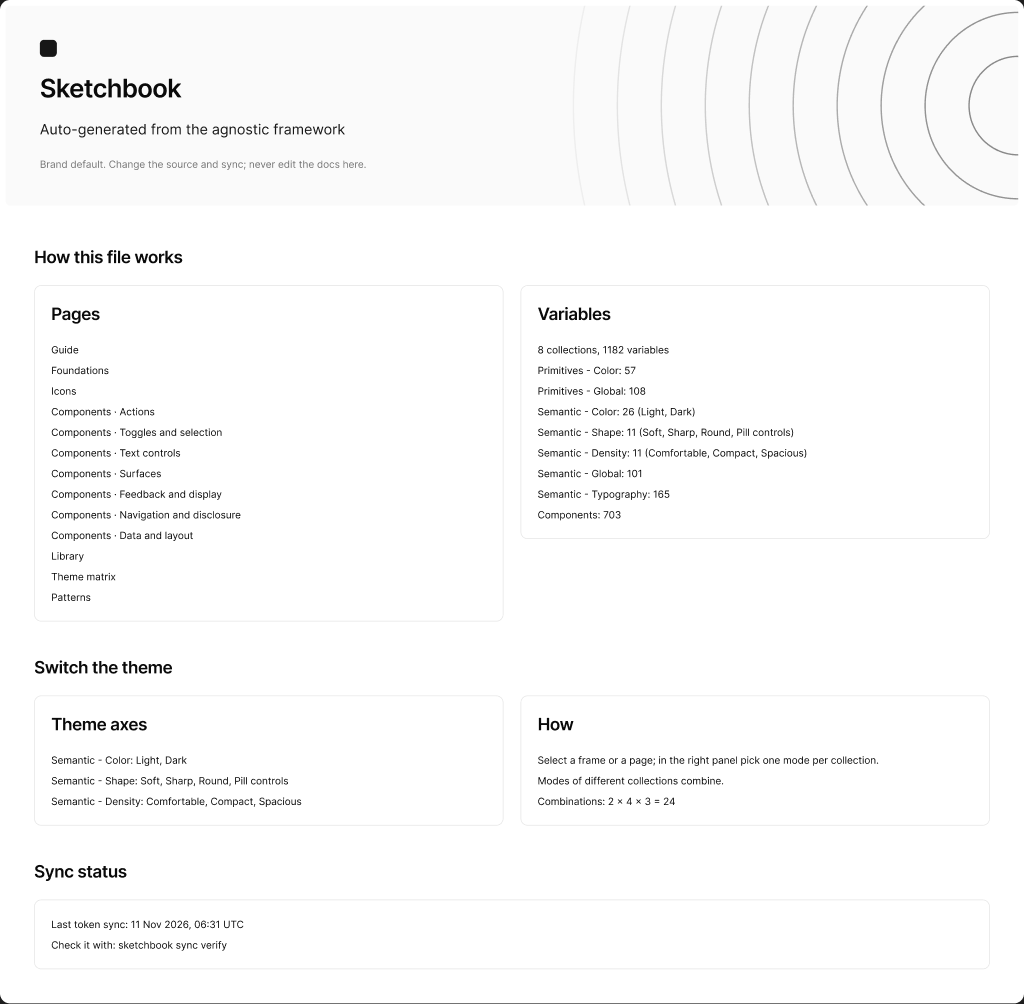 Sketchbook
Auto-generated from the agnostic framework
Brand default. Change the source and sync; never edit the docs here.
How this file works
Pages
Guide
Foundations
Icons
Components · Actions
Components · Toggles and selection
Components · Text controls
Components · Surfaces
Components · Feedback and display
Components · Navigation and disclosure
Components · Data and layout
Library
Theme matrix
Patterns
Variables
8 collections, 1182 variables
Primitives - Color: 57
Primitives - Global: 108
Semantic - Color: 26 (Light, Dark)
Semantic - Shape: 11 (Soft, Sharp, Round, Pill controls)
Semantic - Density: 11 (Comfortable, Compact, Spacious)
Semantic - Global: 101
Semantic - Typography: 165
Components: 703
Switch the theme
Theme axes
Semantic - Color: Light, Dark
Semantic - Shape: Soft, Sharp, Round, Pill controls
Semantic - Density: Comfortable, Compact, Spacious
How
Select a frame or a page; in the right panel pick one mode per collection.
Modes of different collections combine.
Combinations: 2 × 4 × 3 = 24
Sync status
Last token sync: 11 Nov 2026, 06:31 UTC
Check it with: sketchbook sync verify